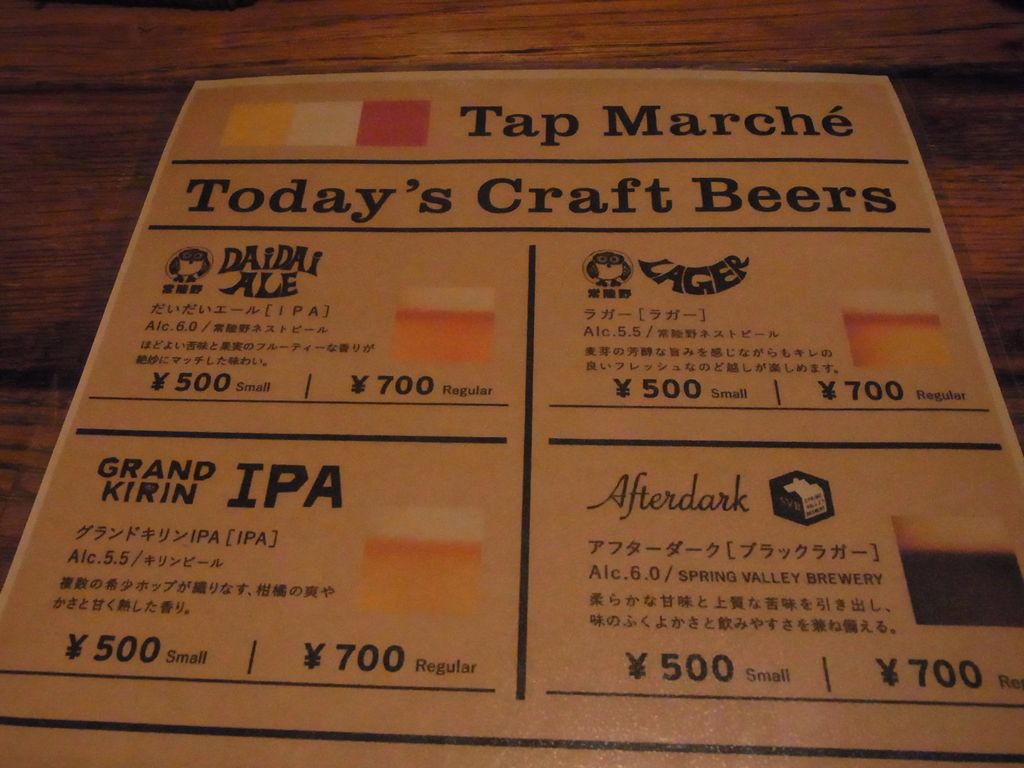 Tap Marché
Today's Craft Beers
常陸野
DAiDAi
ALE
だいだいエール[IPA]
Alc.6.0/常陸野ネストビール
ほどよい苦味と果実のフルーティーな香りが
絶妙にマッチした味わい。
¥500 Small | ¥700 Regular
常陸野
LAGER
ラガー[ラガー]
Alc.5.5/常陸野ネストビール
麦芽の芳醇な旨みを感じながらもキレの
良いフレッシュなのど越しが楽しめます。
¥500 Small | ¥700 Regular
GRAND
KIRIN
IPA
グランドキリンIPA[IPA]
Alc.5.5/キリンビール
複数の希少ホップが織りなす、柑橘の爽や
かさと甘く熟した香り。
¥500 Small | ¥700 Regular
Afterdark
SPRING
VALLEY
BREWERY
アフターダーク[ブラックラガー]
Alc.6.0/SPRING VALLEY BREWERY
柔らかな甘味と上質な苦味を引き出し、
味のふくよかさと飲みやすさを兼ね備える。
¥500 Small | ¥700 Re